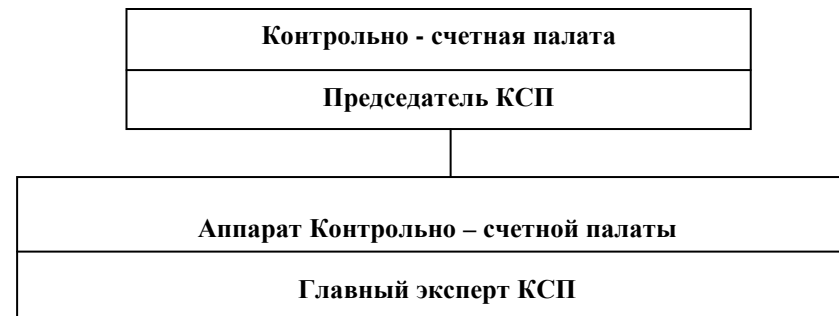 Контрольно - счетная палата
Председатель КСП
Аппарат Контрольно – счетной палаты
Главный эксперт КСП